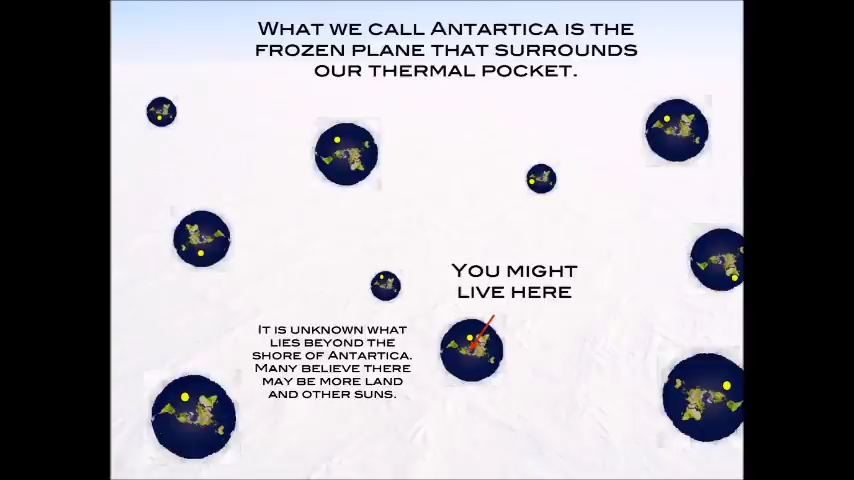 What we call Antartica is the
frozen plane that surrounds
our thermal pocket.
You might
live here
It is unknown what
lies beyond the
shore of Antartica.
Many believe there
may be more land
and other suns.